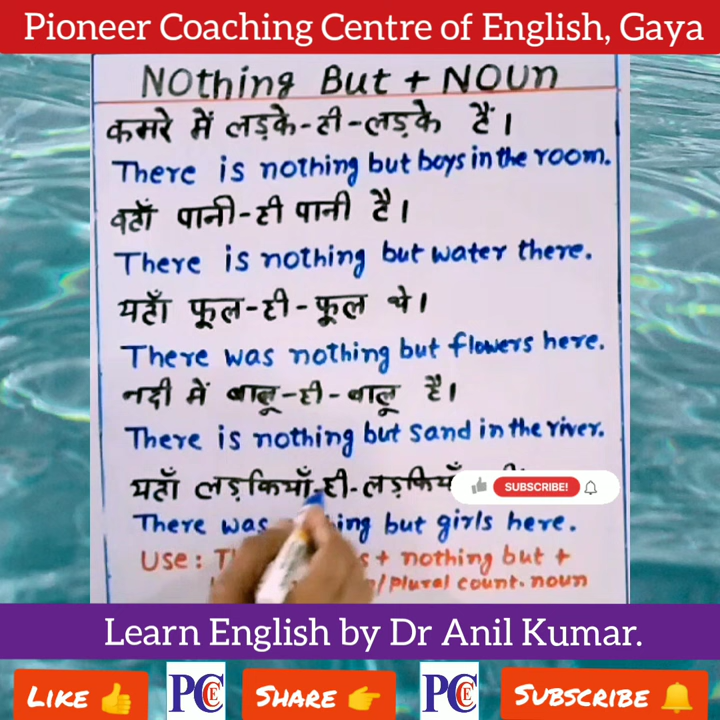 Pioneer Coaching Centre of English, Gaya
Nothing But + Noun
कमरे में लड़के-ही-लड़के हैं।
There is nothing but boys in the room.
वहाँ पानी-ही पानी है।
There is nothing but water there.
यहाँ फूल-ही-फूल थे।
There was nothing but flowers here.
नदी में बालू-ही-बालू है।
There is nothing but sand in the river.
यहाँ लड़कियाँ-ही-
SUBSCRIBE!
There was but girls here.
Use: + nothing but +
/Plural count. noun
Learn English by Dr Anil Kumar.
LIKE PCE SHARE PCE SUBSCRIBE